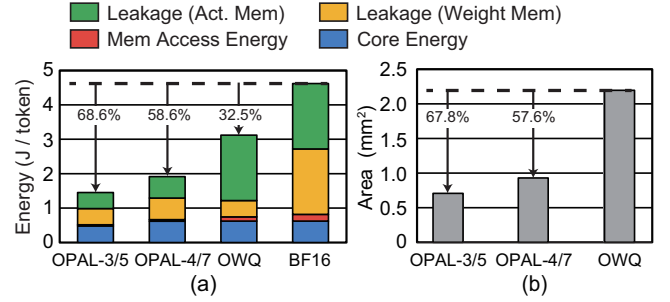 Leakage (Act. Mem) Leakage (Weight Mem)
Mem Access Energy Core Energy
Energy (J / token)
5
4
3
2
1
0
68.6% 58.6% 32.5%
OPAL-3/5 OPAL-4/7 OWQ BF16
(a)
Area (mm²)
2.5
2.0
1.5
1.0
0.5
0.0
67.8% 57.6%
OPAL-3/5 OPAL-4/7 OWQ
(b)